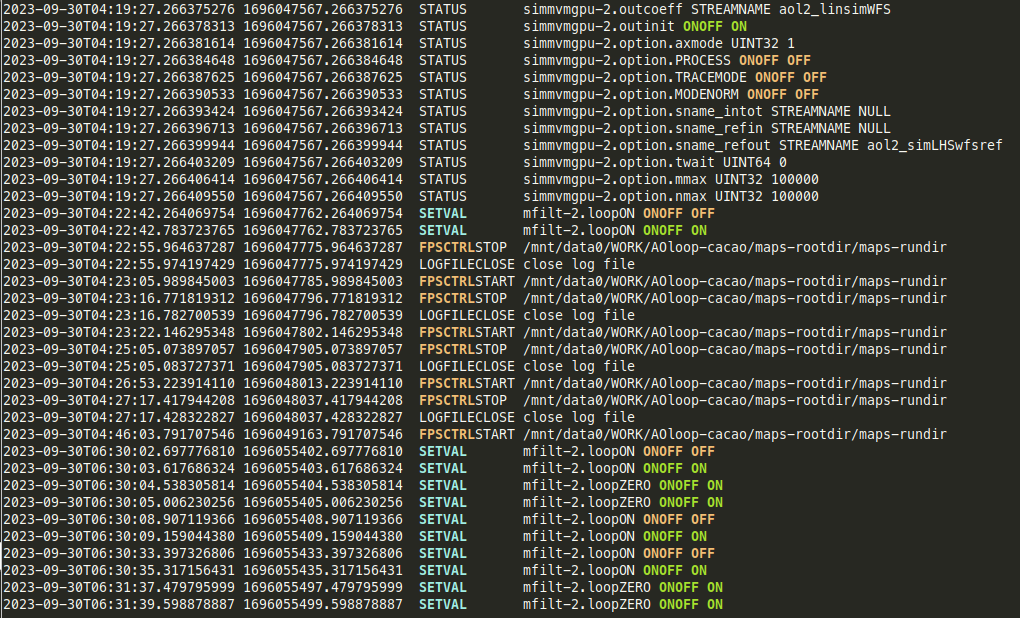 2023-09-30T04:19:27.266375276 1696047567.266375276 STATUS simmvmgpu-2.outcoeff STREAMNAME aol2_linsimWFS
2023-09-30T04:19:27.266378313 1696047567.266378313 STATUS simmvmgpu-2.outinit ONOFF ON
2023-09-30T04:19:27.266381614 1696047567.266381614 STATUS simmvmgpu-2.option.axmode UINT32 1
2023-09-30T04:19:27.266384648 1696047567.266384648 STATUS simmvmgpu-2.option.PROCESS ONOFF OFF
2023-09-30T04:19:27.266387625 1696047567.266387625 STATUS simmvmgpu-2.option.TRACEMODE ONOFF OFF
2023-09-30T04:19:27.266390533 1696047567.266390533 STATUS simmvmgpu-2.option.MODENORM ONOFF OFF
2023-09-30T04:19:27.266393424 1696047567.266393424 STATUS simmvmgpu-2.option.sname_intot STREAMNAME NULL
2023-09-30T04:19:27.266396713 1696047567.266396713 STATUS simmvmgpu-2.option.sname_refin STREAMNAME NULL
2023-09-30T04:19:27.266399944 1696047567.266399944 STATUS simmvmgpu-2.option.sname_refout STREAMNAME aol2_simLHSwfsref
2023-09-30T04:19:27.266403209 1696047567.266403209 STATUS simmvmgpu-2.option.twait UINT64 0
2023-09-30T04:19:27.266406414 1696047567.266406414 STATUS simmvmgpu-2.option.mmax UINT32 100000
2023-09-30T04:19:27.266409550 1696047567.266409550 STATUS simmvmgpu-2.option.nmax UINT32 100000
2023-09-30T04:22:42.264069754 1696047762.264069754 SETVAL mfilt-2.loopON ONOFF OFF
2023-09-30T04:22:42.783723765 1696047762.783723765 SETVAL mfilt-2.loopON ONOFF ON
2023-09-30T04:22:55.964637287 1696047775.964637287 FPSCTRLSTOP /mnt/data0/WORK/AOloop-cacao/maps-rootdir/maps-rundir
2023-09-30T04:22:55.974197429 1696047775.974197429 LOGFILECLOSE close log file
2023-09-30T04:23:05.989845003 1696047785.989845003 FPSCTRLSTART /mnt/data0/WORK/AOloop-cacao/maps-rootdir/maps-rundir
2023-09-30T04:23:16.771819312 1696047796.771819312 FPSCTRLSTOP /mnt/data0/WORK/AOloop-cacao/maps-rootdir/maps-rundir
2023-09-30T04:23:16.782700539 1696047796.782700539 LOGFILECLOSE close log file
2023-09-30T04:23:22.146295348 1696047802.146295348 FPSCTRLSTART /mnt/data0/WORK/AOloop-cacao/maps-rootdir/maps-rundir
2023-09-30T04:25:05.073897057 1696047905.073897057 FPSCTRLSTOP /mnt/data0/WORK/AOloop-cacao/maps-rootdir/maps-rundir
2023-09-30T04:25:05.083727371 1696047905.083727371 LOGFILECLOSE close log file
2023-09-30T04:26:53.223914110 1696048013.223914110 FPSCTRLSTART /mnt/data0/WORK/AOloop-cacao/maps-rootdir/maps-rundir
2023-09-30T04:27:17.417944208 1696048037.417944208 FPSCTRLSTOP /mnt/data0/WORK/AOloop-cacao/maps-rootdir/maps-rundir
2023-09-30T04:27:17.428322827 1696048037.428322827 LOGFILECLOSE close log file
2023-09-30T04:46:03.791707546 1696049163.791707546 FPSCTRLSTART /mnt/data0/WORK/AOloop-cacao/maps-rootdir/maps-rundir
2023-09-30T06:30:02.697776810 1696055402.697776810 SETVAL mfilt-2.loopON ONOFF OFF
2023-09-30T06:30:03.617686324 1696055403.617686324 SETVAL mfilt-2.loopON ONOFF ON
2023-09-30T06:30:04.538305814 1696055404.538305814 SETVAL mfilt-2.loopZERO ONOFF ON
2023-09-30T06:30:05.006230256 1696055405.006230256 SETVAL mfilt-2.loopZERO ONOFF ON
2023-09-30T06:30:08.907119366 1696055408.907119366 SETVAL mfilt-2.loopON ONOFF OFF
2023-09-30T06:30:09.159044380 1696055409.159044380 SETVAL mfilt-2.loopON ONOFF ON
2023-09-30T06:30:33.397326806 1696055433.397326806 SETVAL mfilt-2.loopON ONOFF OFF
2023-09-30T06:30:35.317156431 1696055435.317156431 SETVAL mfilt-2.loopON ONOFF ON
2023-09-30T06:31:37.479795999 1696055497.479795999 SETVAL mfilt-2.loopZERO ONOFF ON
2023-09-30T06:31:39.598878887 1696055499.598878887 SETVAL mfilt-2.loopZERO ONOFF ON